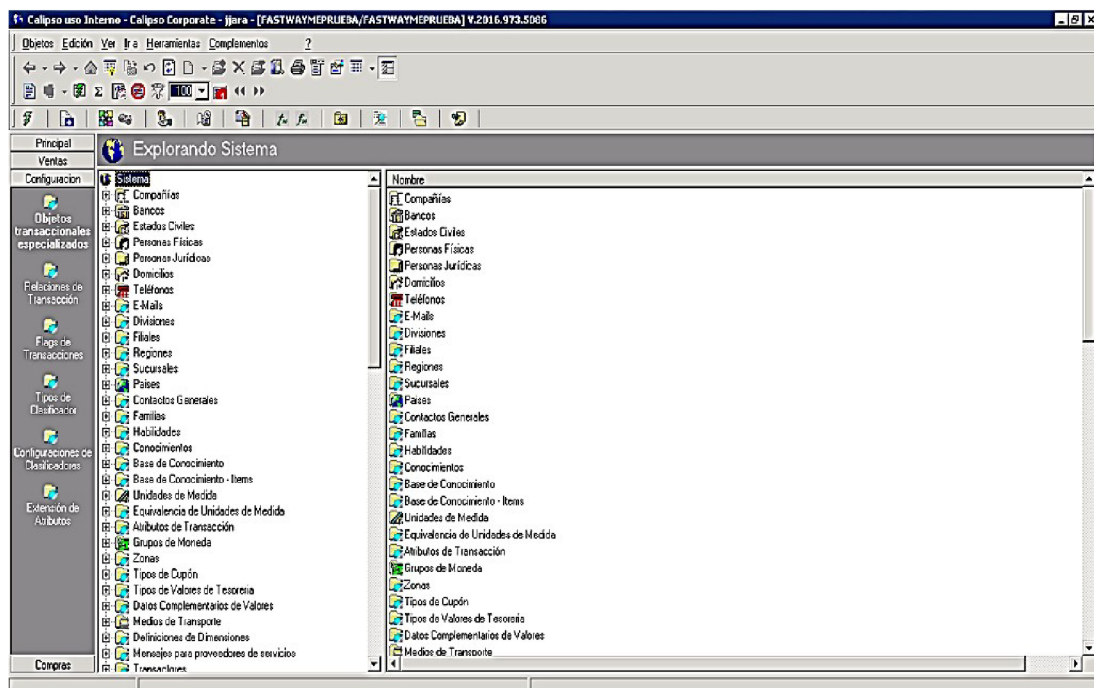 Calipso uso Interno - Calipso Corporate - jjara - [FASTWAYMEPRUEBA/FASTWAYMEPRUEBA] V.2016.973.5086
Objetos Edición Ver Ir a Herramientas Complementos ?
100
Principal
Ventas
Configuracion
Objetos
transaccionales
especializados
Relaciones de
Transacción
Flags de
Transacciones
Tipos de
Clasificador
Configuraciones de
Clasificadores
Extensión de
Atributos
Compras
Explorando Sistema
Sistema
Compañías
Bancos
Estados Civiles
Personas Físicas
Personas Jurídicas
Domicilios
Teléfonos
E-Mails
Divisiones
Filiales
Regiones
Sucursales
Paises
Contactos Generales
Familias
Habilidades
Conocimientos
Base de Conocimiento
Base de Conocimiento - Items
Unidades de Medida
Equivalencia de Unidades de Medida
Atributos de Transacción
Grupos de Moneda
Zonas
Tipos de Cupón
Tipos de Valores de Tesoreria
Datos Complementarios de Valores
Medios de Transporte
Definiciones de Dimensiones
Mensajes para proveedores de servicio
Transactores
Nombre
Compañías
Bancos
Estados Civiles
Personas Físicas
Personas Jurídicas
Domicilios
Teléfonos
E-Mails
Divisiones
Filiales
Regiones
Sucursales
Paises
Contactos Generales
Familias
Habilidades
Conocimientos
Base de Conocimiento
Base de Conocimiento - Items
Unidades de Medida
Equivalencia de Unidades de Medida
Atributos de Transacción
Grupos de Moneda
Zonas
Tipos de Cupón
Tipos de Valores de Tesoreria
Datos Complementarios de Valores
Medios de Transporte